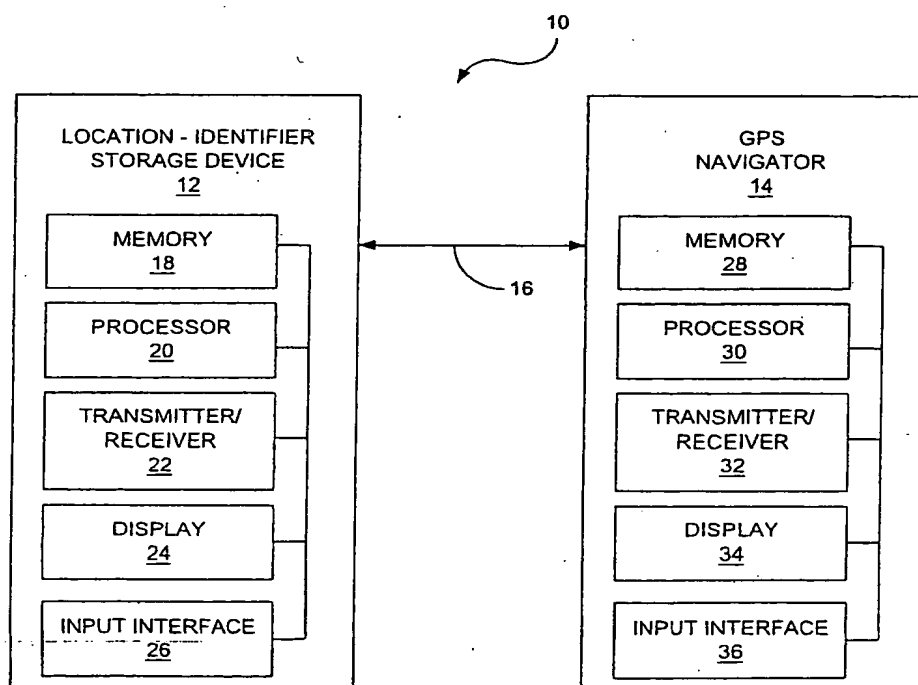 10
LOCATION - IDENTIFIER
STORAGE DEVICE
12
MEMORY
18
PROCESSOR
20
TRANSMITTER/
RECEIVER
22
DISPLAY
24
INPUT INTERFACE
26
16
GPS
NAVIGATOR
14
MEMORY
28
PROCESSOR
30
TRANSMITTER/
RECEIVER
32
DISPLAY
34
INPUT INTERFACE
36